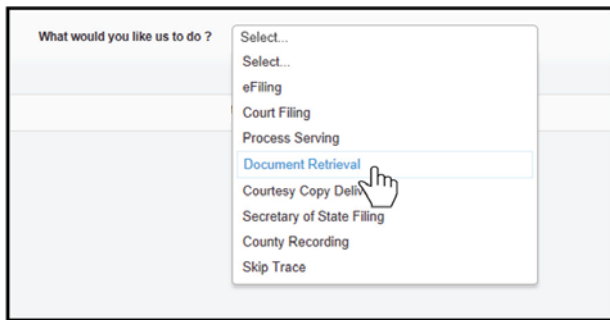 What would you like us to do ? Select...
Select...
eFiling
Court Filing
Process Serving
Document Retrieval
Courtesy Copy Deliv
Secretary of State Filing
County Recording
Skip Trace